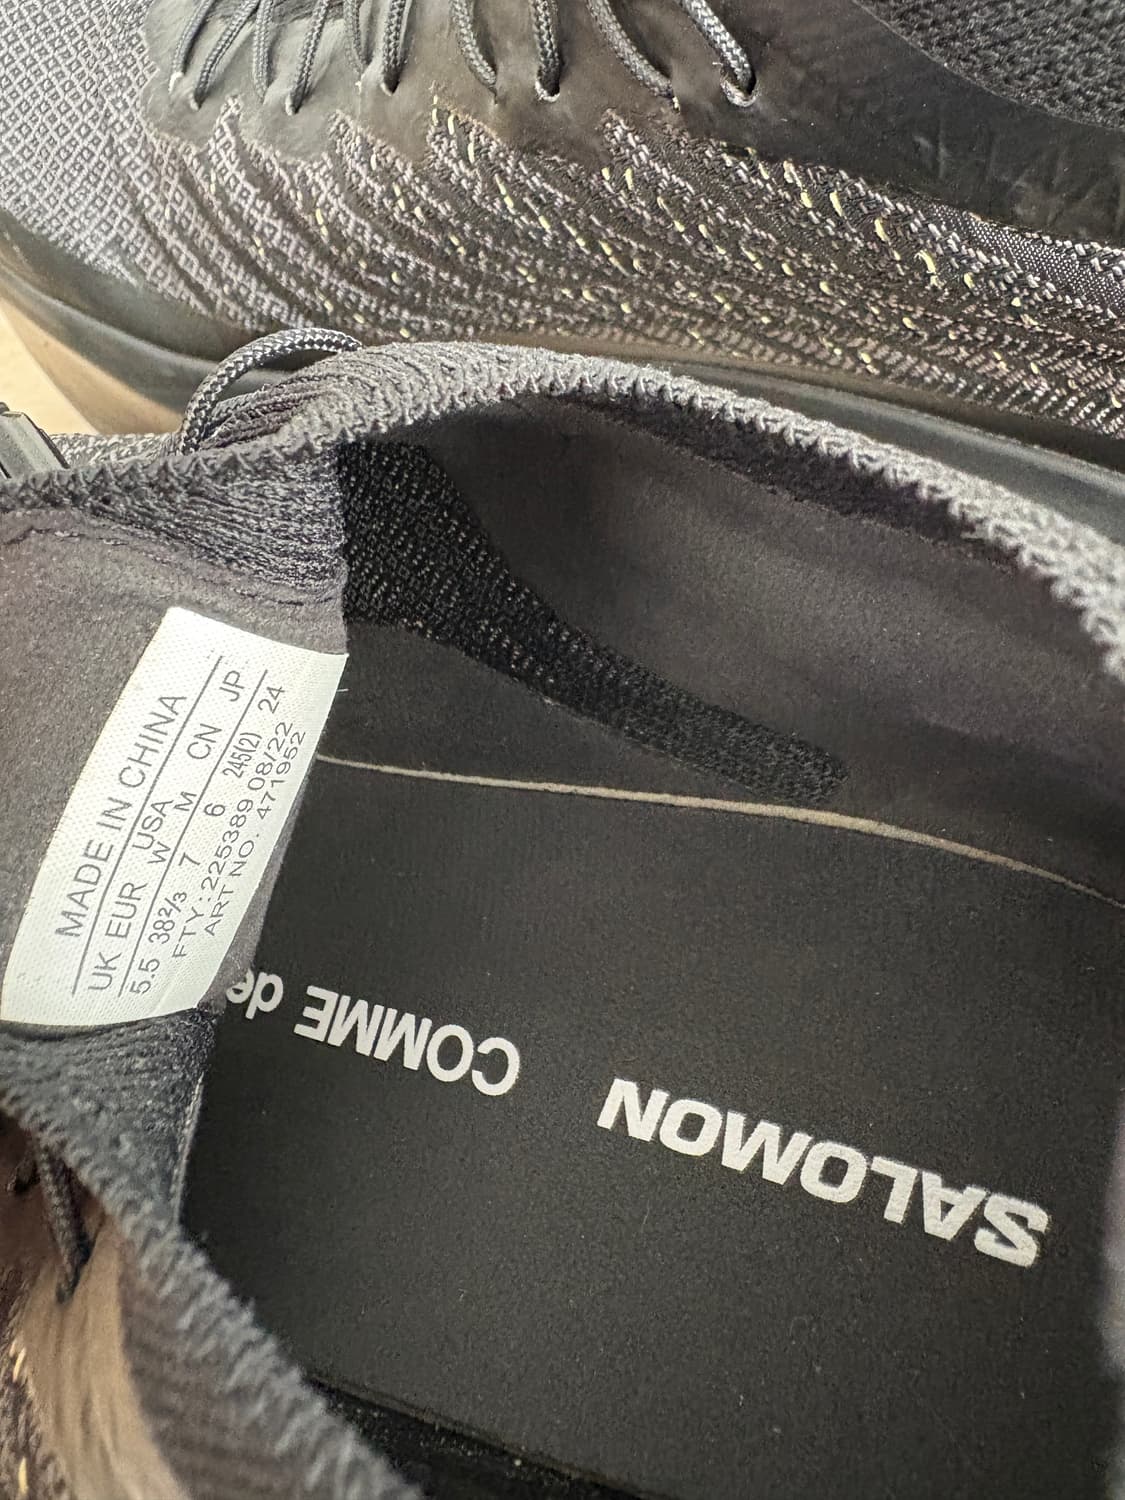 MADE IN CHINA
UK EUR USA CN JP
W M
5.5 38⅔ 7 6 245(2) 24
FTY: 225389 08/22
ART NO. 471952
SALOMON
COMME de